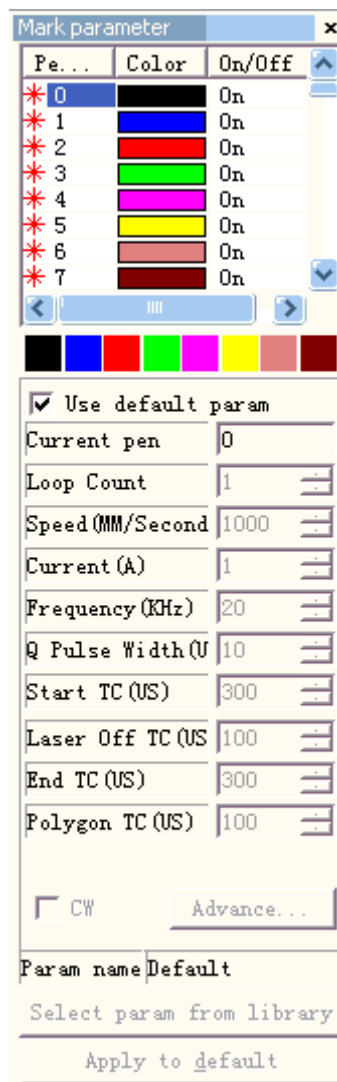 Mark parameter x
Pe... Color On/Off
0 On
1 On
2 On
3 On
4 On
5 On
6 On
7 On
Use default param
Current pen 0
Loop Count 1
Speed(MM/Second 1000
Current(A) 1
Frequency(KHz) 20
Q Pulse Width(U 10
Start TC(US) 300
Laser Off TC(US 100
End TC(US) 300
Polygon TC(US) 100
CW Advance...
Param name Default
Select param from library
Apply to default